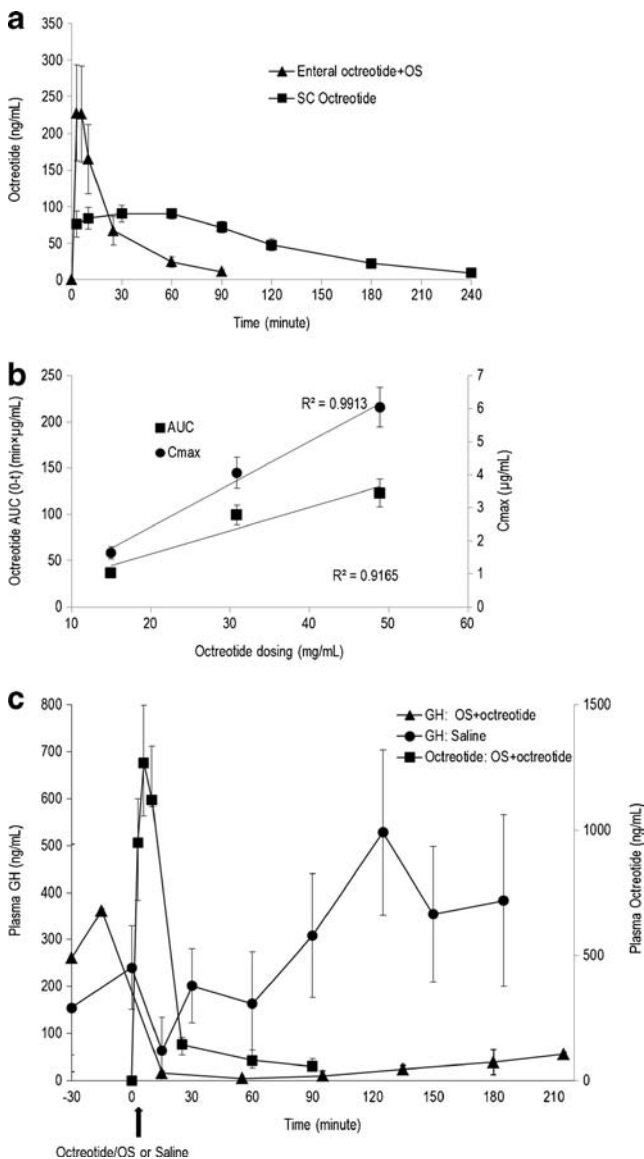 a
350
300
250
200
150
100
50
0
Octreotide (ng/mL)
Enteral octreotide+OS
SC Octreotide
0 30 60 90 120 150 180 210 240
Time (minute)
b
250
200
150
100
50
0
Octreotide AUC (0-t) (min×µg/mL)
AUC
Cmax
R² = 0.9913
R² = 0.9165
7
6
5
4
3
2
1
0
Cmax (µg/mL)
10 20 30 40 50 60
Octreotide dosing (mg/mL)
c
800
700
600
500
400
300
200
100
0
Plasma GH (ng/mL)
GH: OS+octreotide
GH: Saline
Octreotide: OS+octreotide
1500
1000
500
0
Plasma Octreotide (ng/mL)
-30 0 30 60 90 120 150 180 210
Time (minute)
Octreotide/OS or Saline